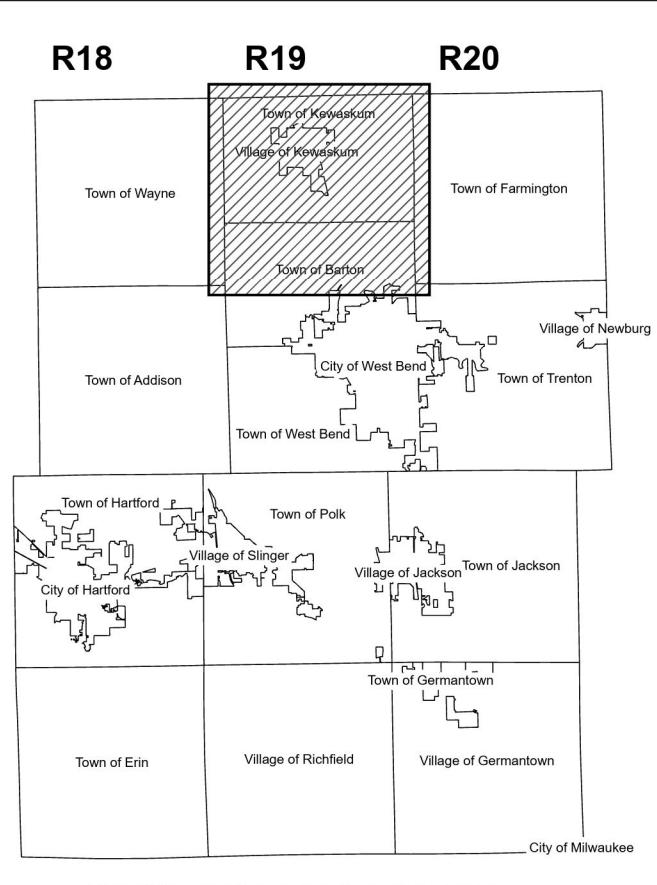 R18 R19 R20
Town of Kewaskum
Village of Kewaskum
Town of Wayne
Town of Farmington
Town of Barton
Village of Newburg
City of West Bend
Town of Addison
Town of Trenton
Town of West Bend
Town of Hartford
Town of Polk
Village of Slinger
Town of Jackson
Village of Jackson
City of Hartford
Town of Germantown
Town of Erin
Village of Richfield
Village of Germantown
City of Milwaukee